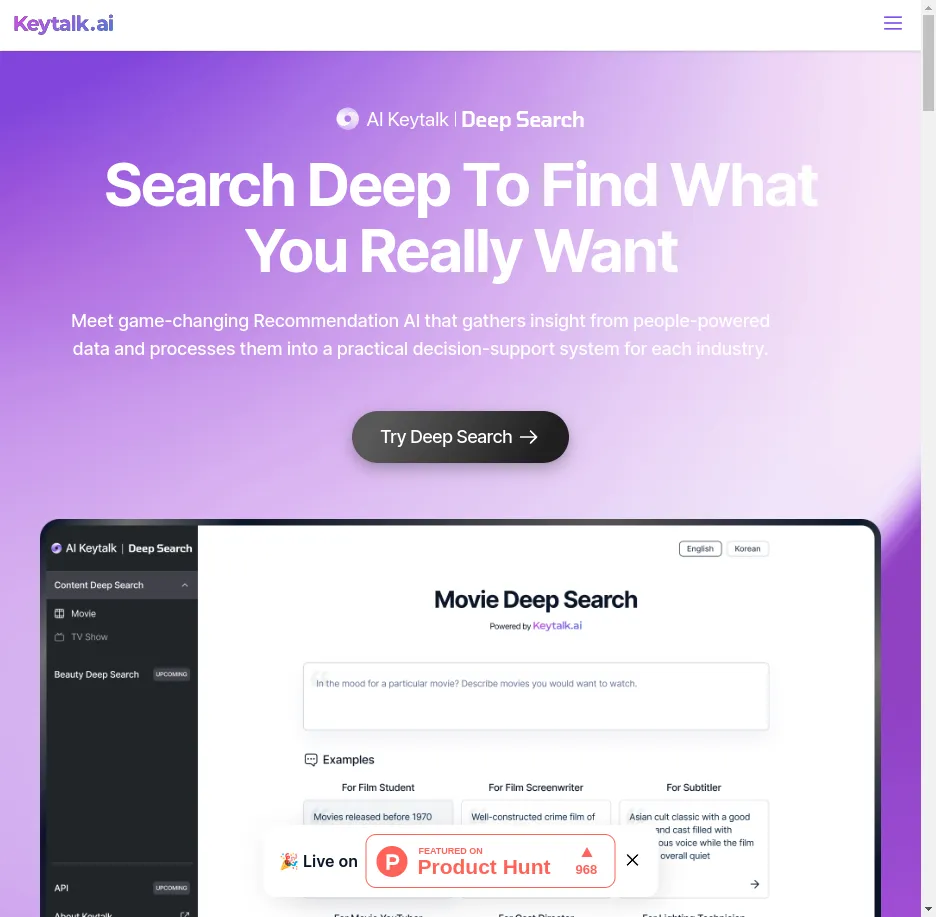 Keytalk.ai
AI Keytalk | Deep Search
Search Deep To Find What
You Really Want
Meet game-changing Recommendation AI that gathers insight from people-powered
data and processes them into a practical decision-support system for each industry.
Try Deep Search →
AI Keytalk | Deep Search
English
Korean
Content Deep Search
Movie
TV Show
Beauty Deep Search
UPCOMING
Movie Deep Search
Powered by Keytalk.ai
In the mood for a particular movie? Describe movies you would want to watch.
Examples
For Film Student
For Film Screenwriter
For Subtitler
Movies released before 1970
Well-constructed crime film of
Asian cult classic with a good
and cast filled with
ous voice while the film
overall quiet
🎉 Live on
FEATURED ON
Product Hunt
968
API
UPCOMING
About Keytalk
For Movie YouTuber
For Cast Director
For Lighting Technician